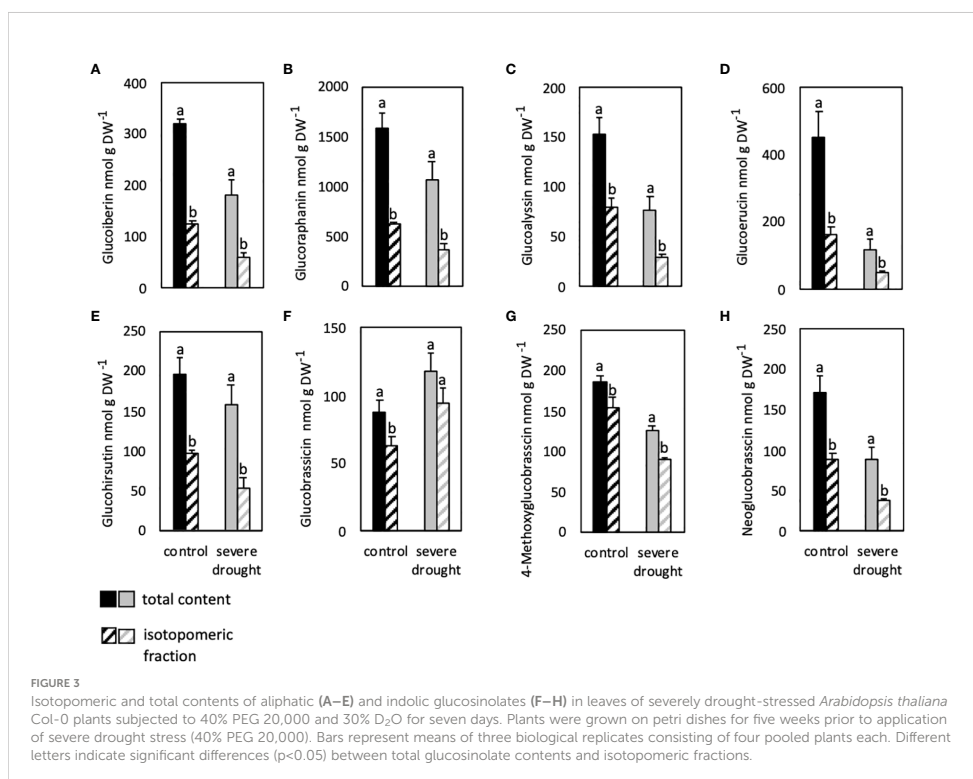 A
Glucoiberin nmol g DW-1
400
300
200
100
0
a
b
a
b
B
Glucoraphanin nmol g DW-1
2000
1500
1000
500
0
a
b
a
b
C
Glucoalyssin nmol g DW-1
200
150
100
50
0
a
b
a
b
D
Glucoerucin nmol g DW-1
600
400
200
0
a
b
a
b
E
Glucohirsutin nmol g DW-1
250
200
150
100
50
0
a
b
a
b
control severe drought
F
Glucobrassicin nmol g DW-1
150
100
50
0
a
b
a
a
control severe drought
G
4-Methoxyglucobrasscin nmol g DW-1
250
200
150
100
50
0
a
b
a
b
control severe drought
H
Neoglucobrasscin nmol g DW-1
250
200
150
100
50
0
a
b
a
b
control severe drought
total content
isotopomeric
fraction
FIGURE 3
Isotopomeric and total contents of aliphatic (A–E) and indolic glucosinolates (F–H) in leaves of severely drought-stressed Arabidopsis thaliana
Col-0 plants subjected to 40% PEG 20,000 and 30% D2O for seven days. Plants were grown on petri dishes for five weeks prior to application
of severe drought stress (40% PEG 20,000). Bars represent means of three biological replicates consisting of four pooled plants each. Different
letters indicate significant differences (p<0.05) between total glucosinolate contents and isotopomeric fractions.